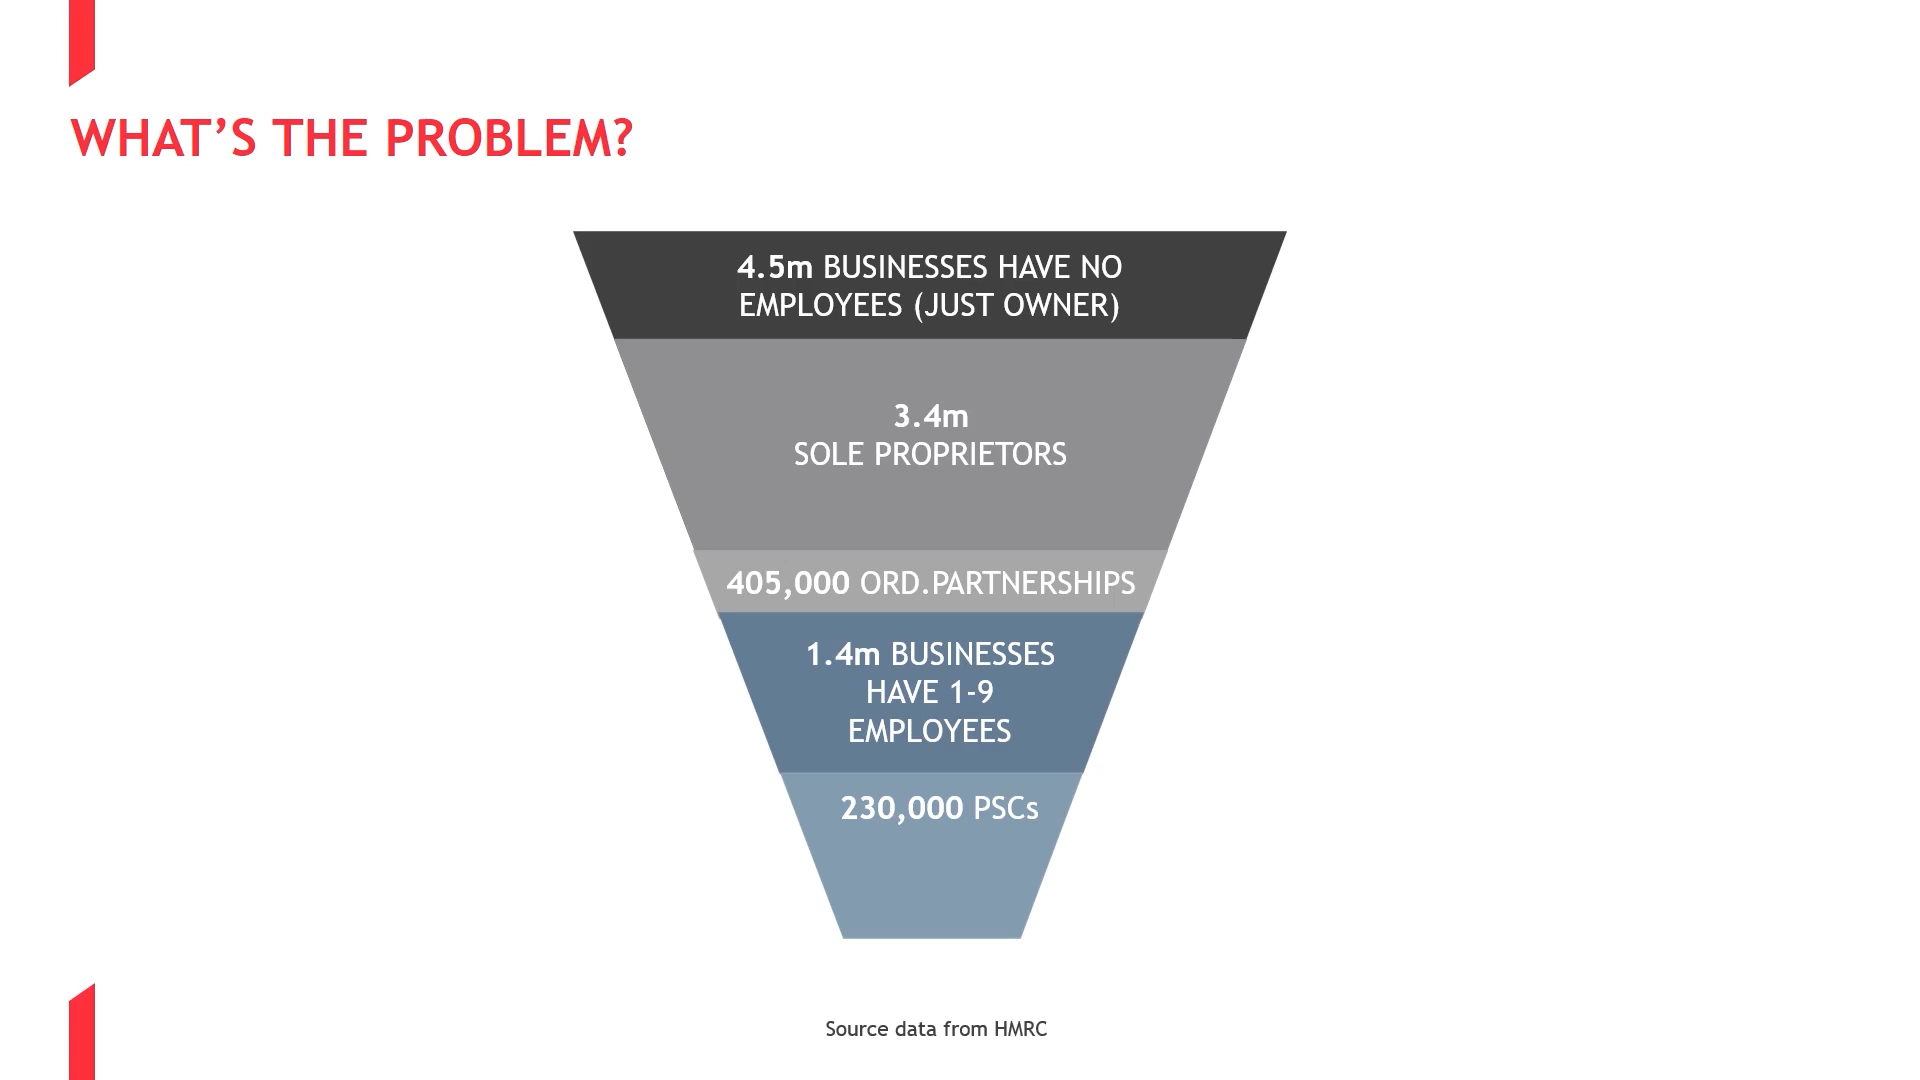 WHAT’S THE PROBLEM?
4.5m BUSINESSES HAVE NO
EMPLOYEES (JUST OWNER)
3.4m
SOLE PROPRIETORS
405,000 ORD.PARTNERSHIPS
1.4m BUSINESSES
HAVE 1-9
EMPLOYEES
230,000 PSCs
Source data from HMRC